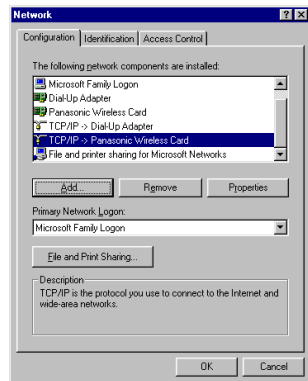 Network
Configuration Identification Access Control
The following network components are installed:
Microsoft Family Logon
Dial-Up Adapter
Panasonic Wireless Card
TCP/IP -> Dial-Up Adapter
TCP/IP -> Panasonic Wireless Card
File and printer sharing for Microsoft Networks
Add... Remove Properties
Primary Network Logon:
Microsoft Family Logon
File and Print Sharing...
Description
TCP/IP is the protocol you use to connect to the Internet and
wide-area networks.
OK Cancel